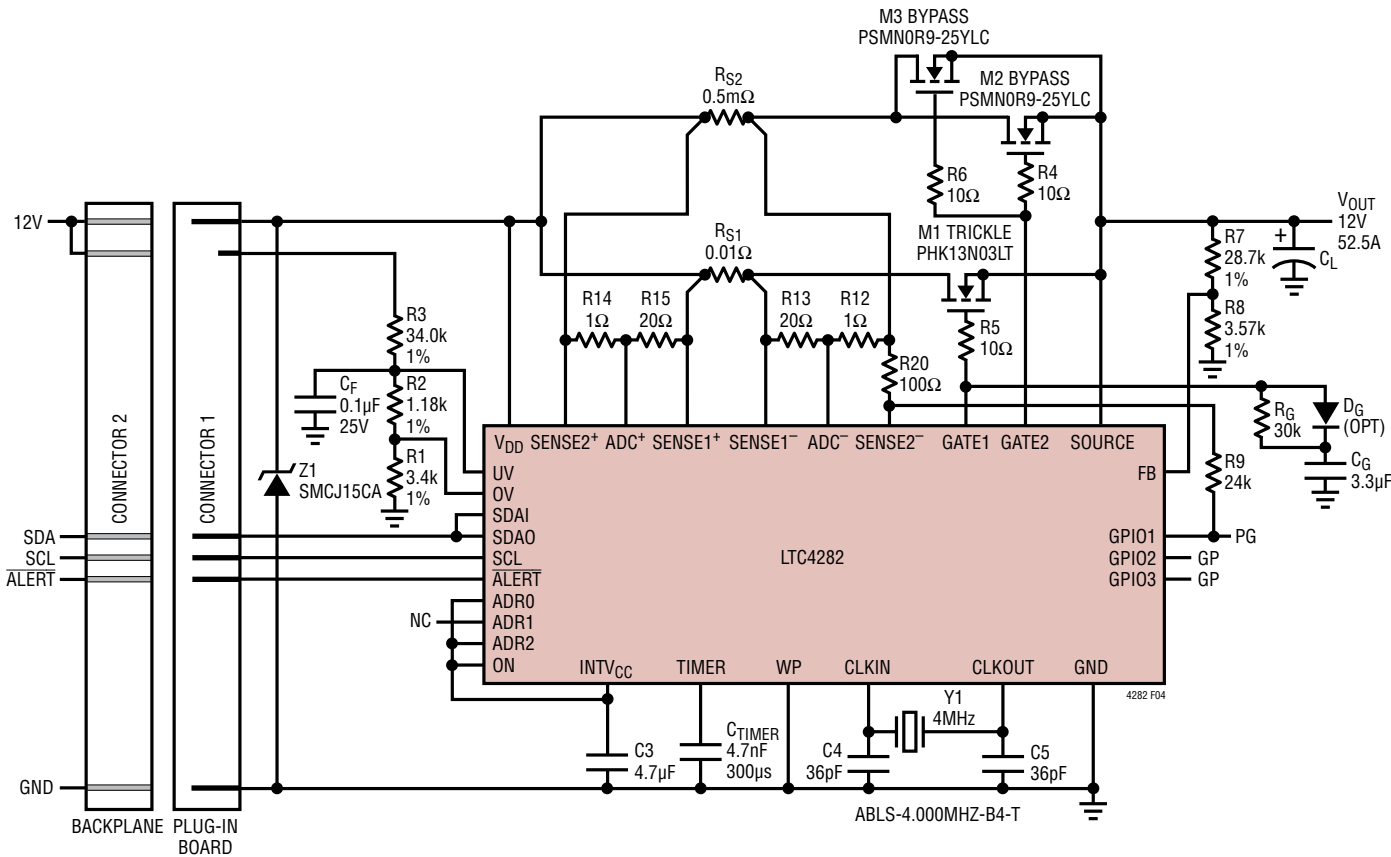 M3 BYPASS
PSMN0R9-25YLC
M2 BYPASS
PSMN0R9-25YLC
RS2
0.5mΩ
R6
10Ω
R4
10Ω
12V
VOUT
12V
52.5A
M1 TRICKLE
PHK13N03LT
RS1
0.01Ω
R7
28.7k
1%
+
CL
R14
1Ω
R15
20Ω
R13
20Ω
R12
1Ω
R3
34.0k
1%
R5
10Ω
R8
3.57k
1%
R20
100Ω
CF
0.1µF
25V
R2
1.18k
1%
RG
30k
DG
(OPT)
CONNECTOR 2
CONNECTOR 1
VDD SENSE2+ ADC+ SENSE1+ SENSE1− ADC− SENSE2− GATE1 GATE2 SOURCE
Z1
SMCJ15CA
R1
3.4k
1%
UV
OV
SDAI
SDAO
SCL
ALERT
ADR0
ADR1
ADR2
ON
FB
R9
24k
CG
3.3µF
SDA
SCL
ALERT
LTC4282
GPIO1
GPIO2
GPIO3
PG
GP
GP
NC
INTVCC TIMER WP CLKIN CLKOUT GND
4282 F04
Y1
4MHz
C3
4.7µF
CTIMER
4.7nF
300µs
C4
36pF
C5
36pF
GND
ABLS-4.000MHZ-B4-T
BACKPLANE
PLUG-IN
BOARD